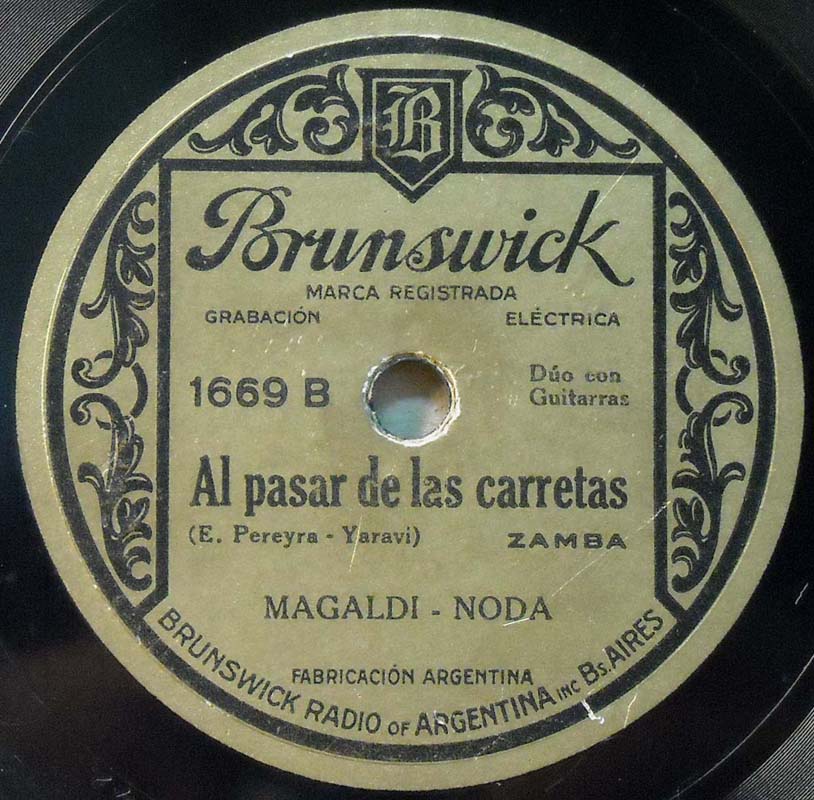 B
Brunswick
MARCA REGISTRADA
GRABACIÓN ELÉCTRICA
1669 B
Dúo con
Guitarras
Al pasar de las carretas
(E. Pereyra - Yaravi) ZAMBA
MAGALDI - NODA
FABRICACIÓN ARGENTINA
BRUNSWICK RADIO OF ARGENTINA INC Bs. AIRES